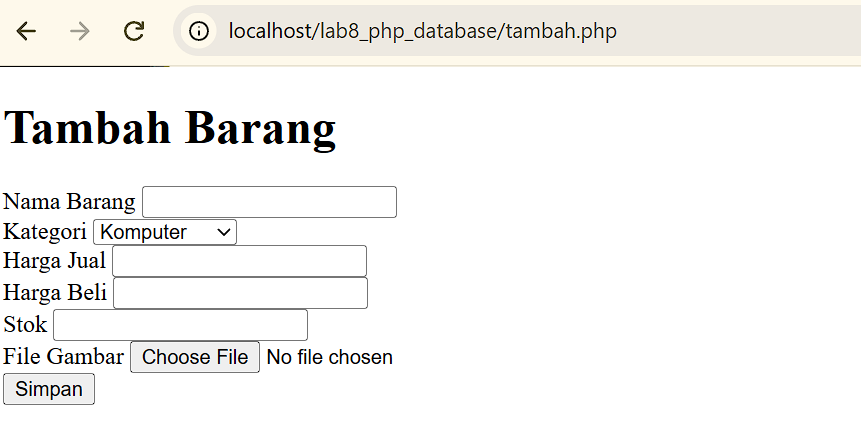 localhost/lab8_php_database/tambah.php
Tambah Barang
Nama Barang
Kategori Komputer
Harga Jual
Harga Beli
Stok
File Gambar Choose File No file chosen
Simpan